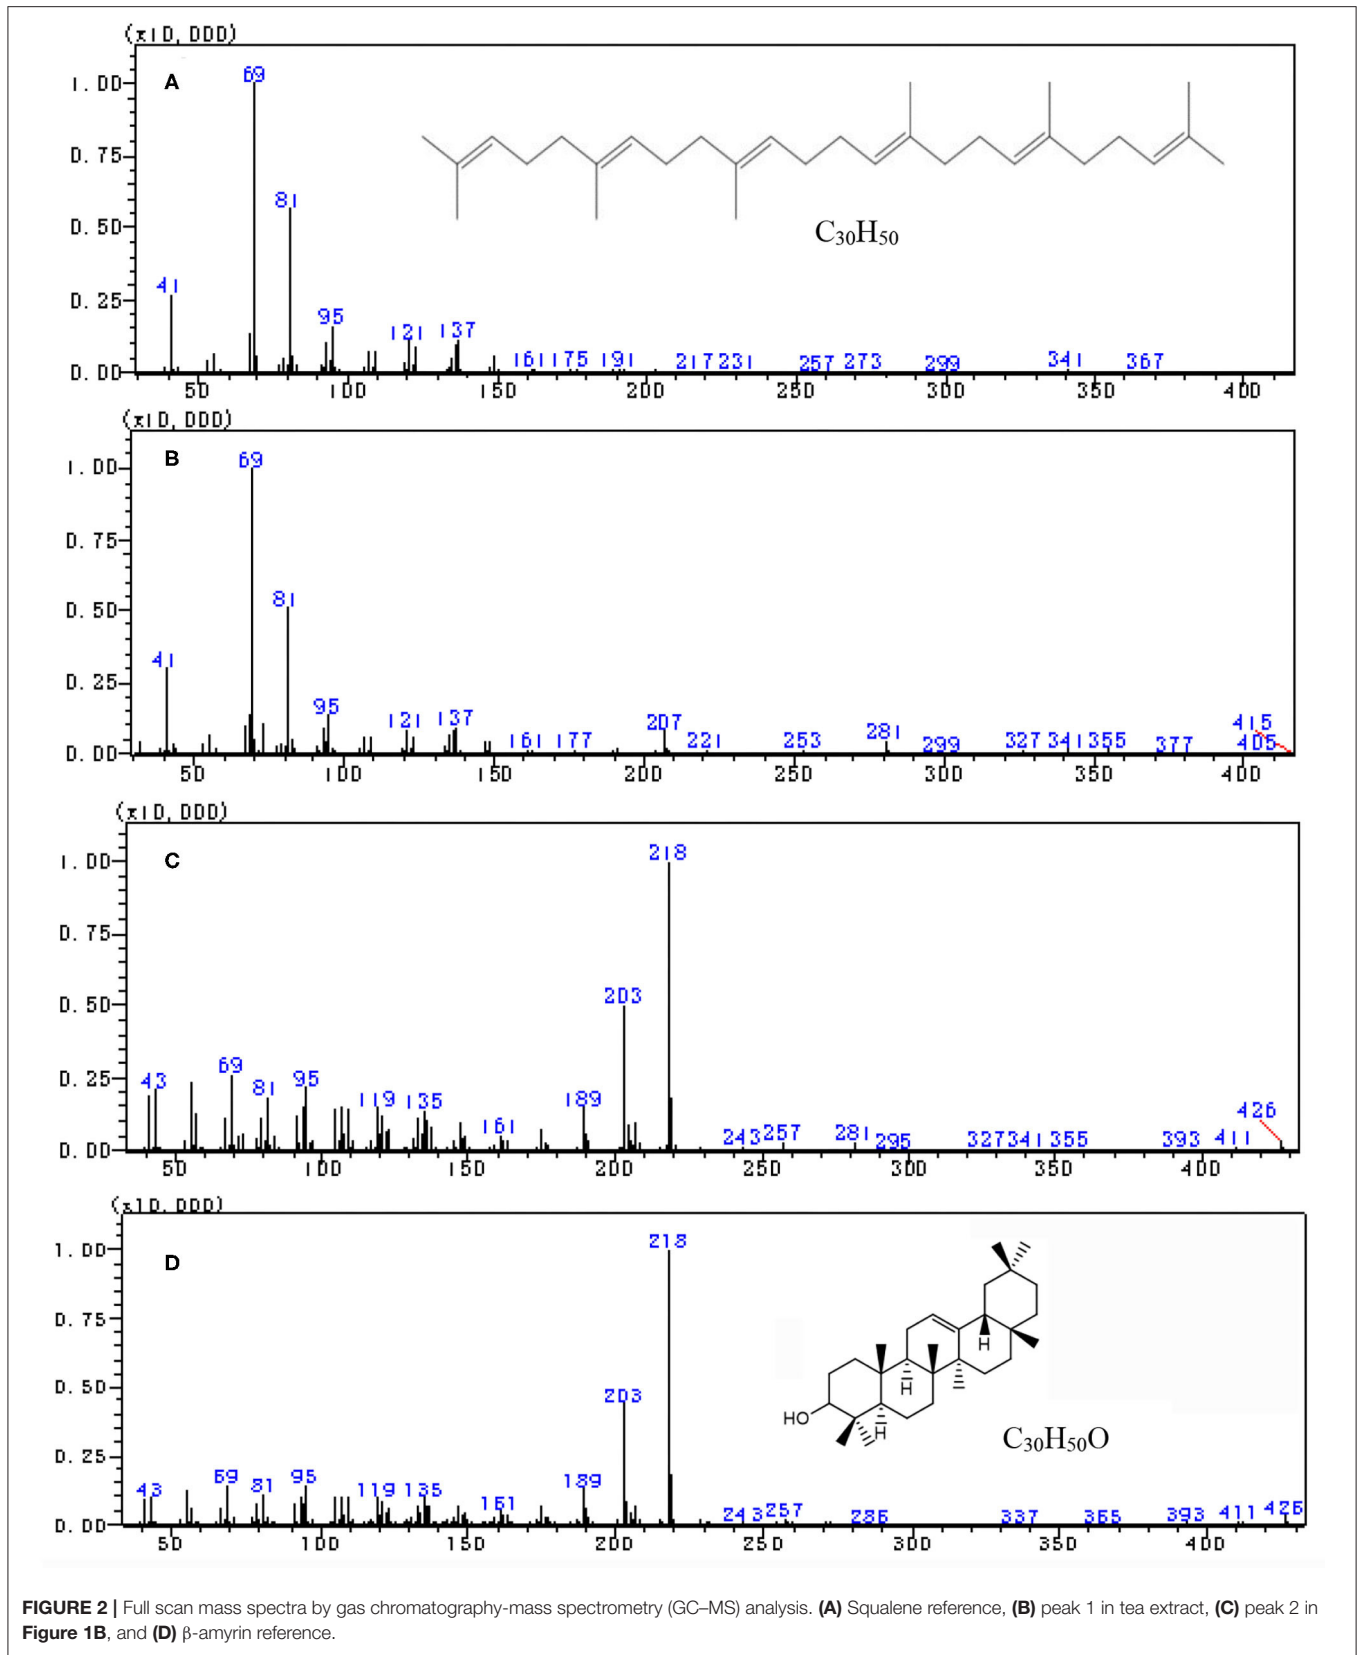 (x10,000)
A
1.00
0.75
0.50
0.25
0.00
69
81
41
95
121 137
161 175 191 217 231 257 273 299 341 367
C30H50
50 100 150 200 250 300 350 400
(x10,000)
B
1.00
0.75
0.50
0.25
0.00
69
81
41
95
121 137
161 177 207 221 253 281 299 327 341 355 377 405 415
50 100 150 200 250 300 350 400
(x10,000)
C
1.00
0.75
0.50
0.25
0.00
218
203
43 69 81 95 119 135 161 189
243 257 281 295 327 341 355 393 411 426
50 100 150 200 250 300 350 400
(x10,000)
D
1.00
0.75
0.50
0.25
0.00
218
203
43 69 81 95 119 135 161 189
243 257 286 337 365 393 411 426
H
H
HO
H
C30H50O
50 100 150 200 250 300 350 400
FIGURE 2 | Full scan mass spectra by gas chromatography-mass spectrometry (GC–MS) analysis. (A) Squalene reference, (B) peak 1 in tea extract, (C) peak 2 in
Figure 1B, and (D) β-amyrin reference.